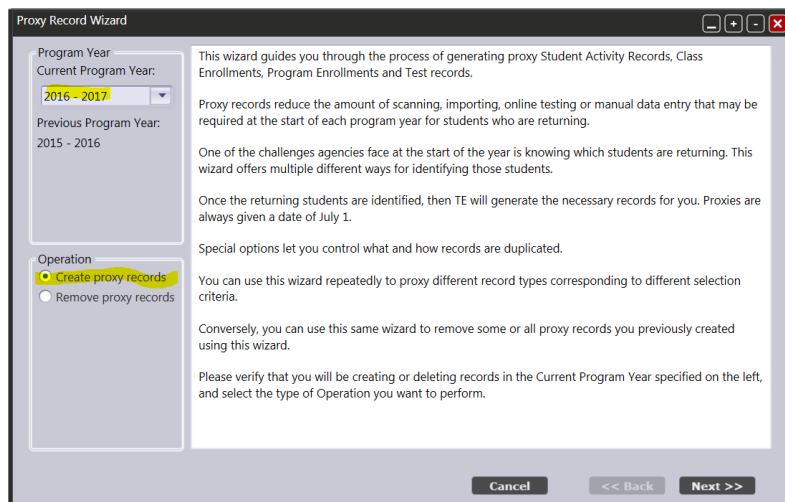 Proxy Record Wizard
Program Year
Current Program Year:
2016 - 2017
Previous Program Year:
2015 - 2016
Operation
Create proxy records
Remove proxy records
This wizard guides you through the process of generating proxy Student Activity Records, Class
Enrollments, Program Enrollments and Test records.
Proxy records reduce the amount of scanning, importing, online testing or manual data entry that may be
required at the start of each program year for students who are returning.
One of the challenges agencies face at the start of the year is knowing which students are returning. This
wizard offers multiple different ways for identifying those students.
Once the returning students are identified, then TE will generate the necessary records for you. Proxies are
always given a date of July 1.
Special options let you control what and how records are duplicated.
You can use this wizard repeatedly to proxy different record types corresponding to different selection
criteria.
Conversely, you can use this same wizard to remove some or all proxy records you previously created
using this wizard.
Please verify that you will be creating or deleting records in the Current Program Year specified on the left,
and select the type of Operation you want to perform.
Cancel
<< Back
Next >>